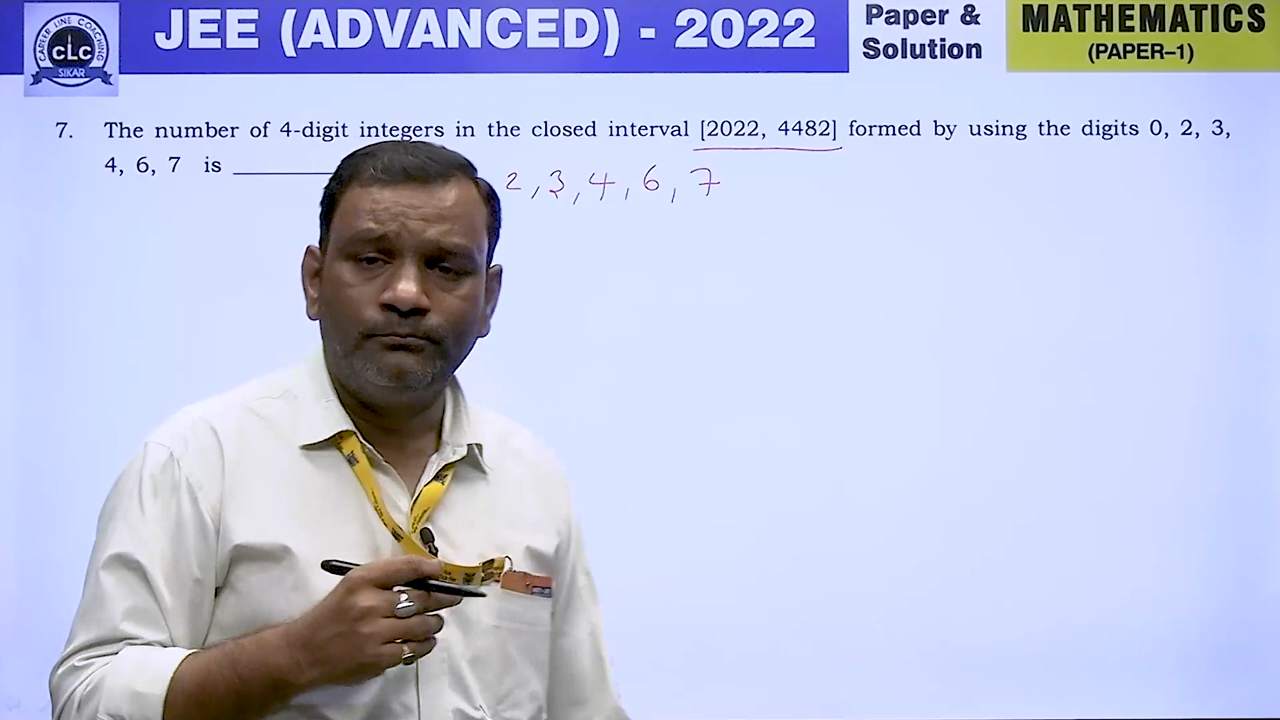 CAREER LINE COACHING
CLC
SIKAR
JEE (ADVANCED) - 2022
Paper &
Solution
MATHEMATICS
(PAPER–1)
7. The number of 4-digit integers in the closed interval [2022, 4482] formed by using the digits 0, 2, 3,
4, 6, 7 is ____________
2, 3, 4, 6, 7